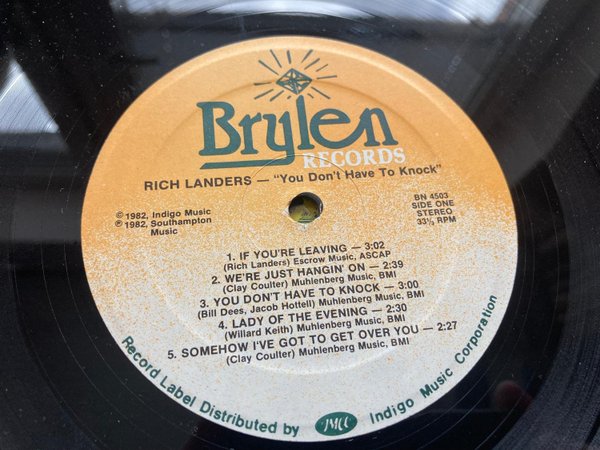 Brylen
RECORDS
RICH LANDERS — "You Don't Have To Knock"
BN 4503
SIDE ONE
STEREO
33⅓ RPM
© 1982, Indigo Music
℗ 1982, Southampton
Music
1. IF YOU'RE LEAVING — 3:02
(Rich Landers) Escrow Music, ASCAP
2. WE'RE JUST HANGIN' ON — 2:39
(Clay Coulter) Muhlenberg Music, BMI
3. YOU DON'T HAVE TO KNOCK — 3:00
(Bill Dees, Jacob Hottell) Muhlenberg Music, BMI
4. LADY OF THE EVENING — 2:30
(Willard Keith) Muhlenberg Music, BMI
5. SOMEHOW I'VE GOT TO GET OVER YOU — 2:27
(Clay Coulter) Muhlenberg Music, BMI
Record Label Distributed by IMCC Indigo Music Corporation